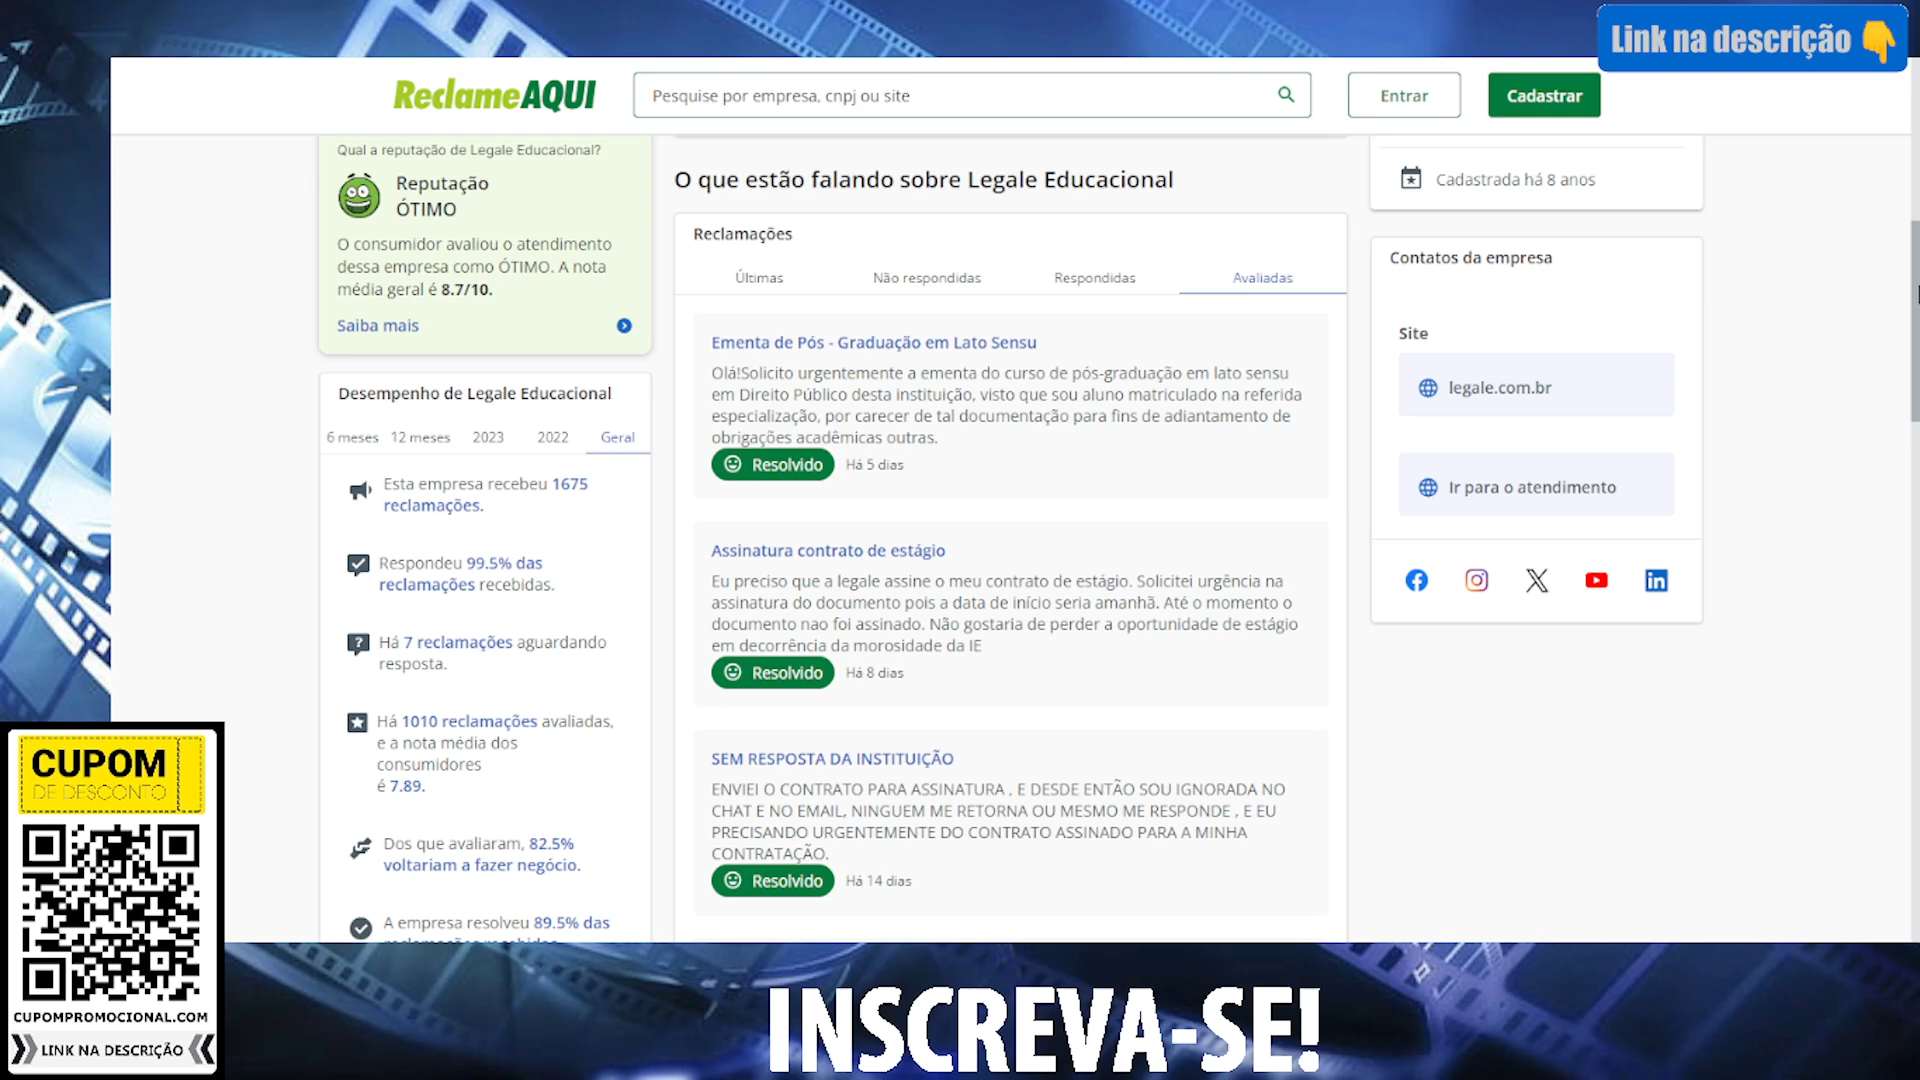 Link na descrição
ReclameAQUI
Pesquise por empresa, cnpj ou site
Entrar
Cadastrar
Qual a reputação de Legale Educacional?
Reputação
ÓTIMO
O consumidor avaliou o atendimento
dessa empresa como ÓTIMO. A nota
média geral é 8.7/10.
Saiba mais
Desempenho de Legale Educacional
6 meses 12 meses 2023 2022 Geral
Esta empresa recebeu 1675
reclamações.
Respondeu 99.5% das
reclamações recebidas.
Há 7 reclamações aguardando
resposta.
Há 1010 reclamações avaliadas,
e a nota média dos
consumidores
é 7.89.
Dos que avaliaram, 82.5%
voltariam a fazer negócio.
A empresa resolveu 89.5% das
O que estão falando sobre Legale Educacional
Reclamações
Últimas Não respondidas Respondidas Avaliadas
Ementa de Pós - Graduação em Lato Sensu
Olá!Solicito urgentemente a ementa do curso de pós-graduação em lato sensu
em Direito Público desta instituição, visto que sou aluno matriculado na referida
especialização, por carecer de tal documentação para fins de adiantamento de
obrigações acadêmicas outras.
Resolvido Há 5 dias
Assinatura contrato de estágio
Eu preciso que a legale assine o meu contrato de estágio. Solicitei urgência na
assinatura do documento pois a data de início seria amanhã. Até o momento o
documento nao foi assinado. Não gostaria de perder a oportunidade de estágio
em decorrência da morosidade da IE
Resolvido Há 8 dias
SEM RESPOSTA DA INSTITUIÇÃO
ENVIEI O CONTRATO PARA ASSINATURA , E DESDE ENTÃO SOU IGNORADA NO
CHAT E NO EMAIL, NINGUEM ME RETORNA OU MESMO ME RESPONDE , E EU
PRECISANDO URGENTEMENTE DO CONTRATO ASSINADO PARA A MINHA
CONTRATAÇÃO.
Resolvido Há 14 dias
Cadastrada há 8 anos
Contatos da empresa
Site
legale.com.br
Ir para o atendimento
CUPOM
DE DESCONTO
CUPOMPROMOCIONAL.COM
LINK NA DESCRIÇÃO
INSCREVA-SE!